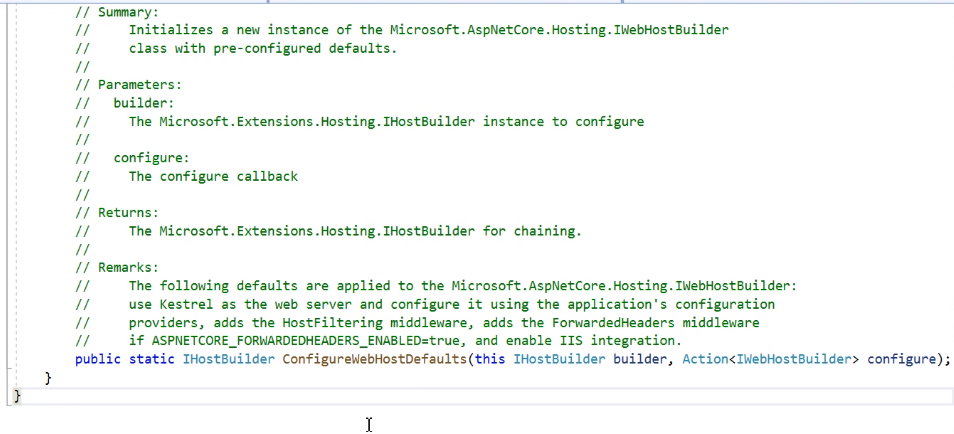 // Summary:
//     Initializes a new instance of the Microsoft.AspNetCore.Hosting.IWebHostBuilder
//     class with pre-configured defaults.
//
// Parameters:
//   builder:
//     The Microsoft.Extensions.Hosting.IHostBuilder instance to configure
//
//   configure:
//     The configure callback
//
// Returns:
//     The Microsoft.Extensions.Hosting.IHostBuilder for chaining.
//
// Remarks:
//     The following defaults are applied to the Microsoft.AspNetCore.Hosting.IWebHostBuilder:
//     use Kestrel as the web server and configure it using the application's configuration
//     providers, adds the HostFiltering middleware, adds the ForwardedHeaders middleware
//     if ASPNETCORE_FORWARDEDHEADERS_ENABLED=true, and enable IIS integration.
public static IHostBuilder ConfigureWebHostDefaults(this IHostBuilder builder, Action<IWebHostBuilder> configure);
}
}